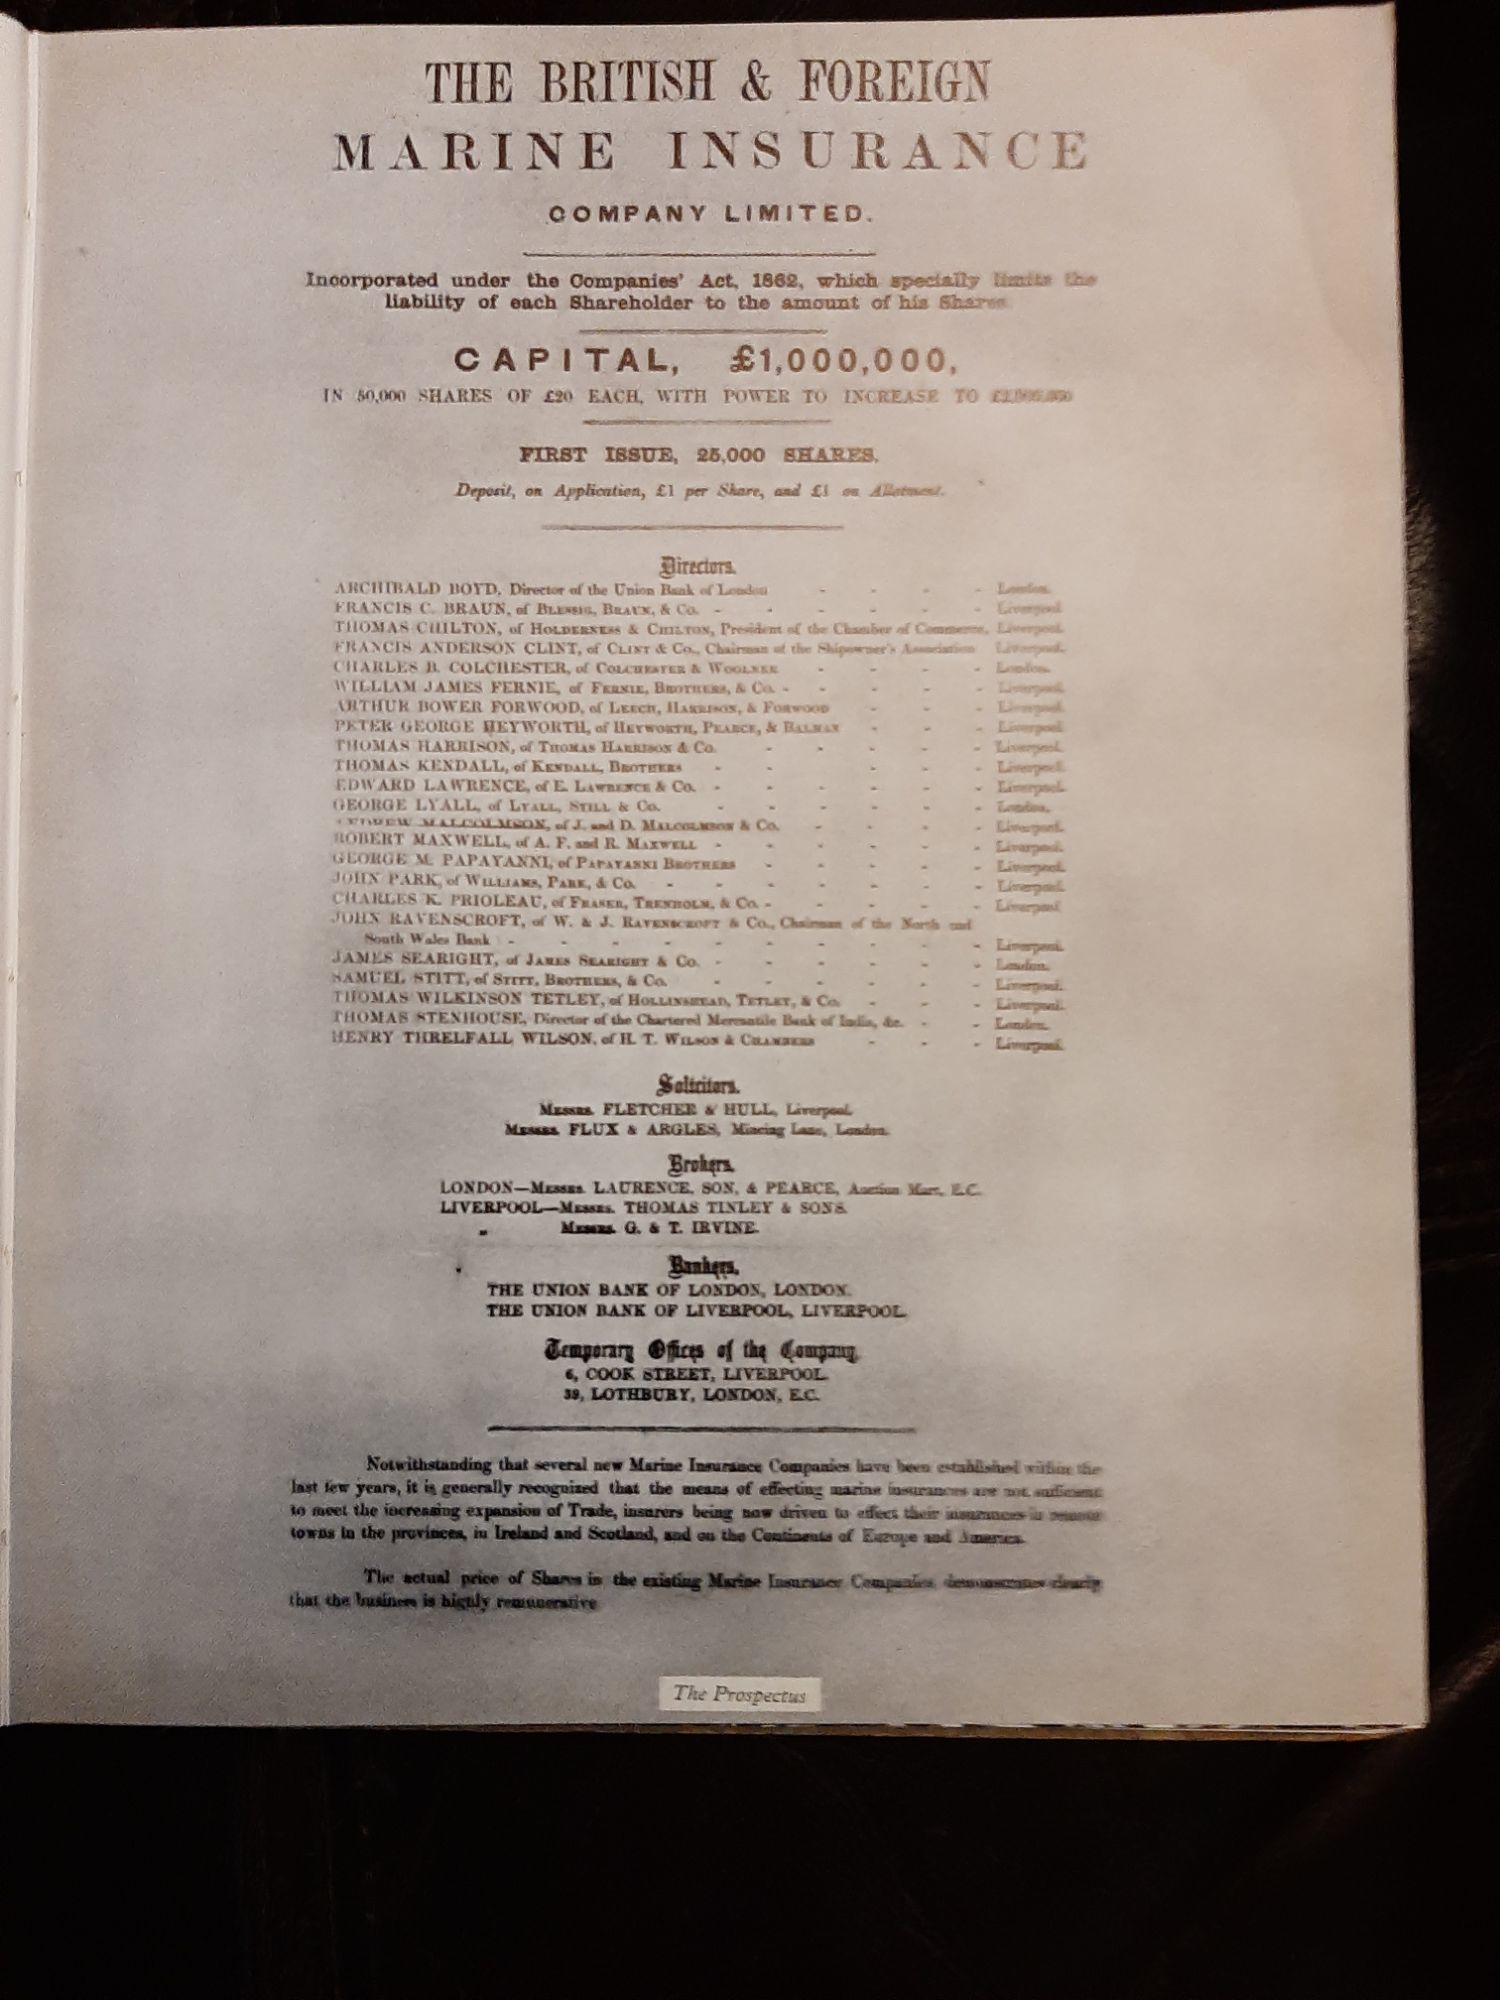 THE BRITISH & FOREIGN
MARINE INSURANCE
COMPANY LIMITED.
Incorporated under the Companies' Act, 1862, which specially limits the
liability of each Shareholder to the amount of his Shares
CAPITAL, £1,000,000,
IN 50,000 SHARES OF £20 EACH, WITH POWER TO INCREASE TO
FIRST ISSUE, 25,000 SHARES.
Deposit, on Application, £1 per Share, and £1 on Allotment.
Directors.
ARCHIBALD BOYD, Director of the Union Bank of London - - - - London.
FRANCIS C. BRAUN, of BLESSIG, BRAUN, & Co. - - - - - Liverpool.
THOMAS CHILTON, of HOLDERNESS & CHILTON, President of the Chamber of Commerce, Liverpool.
FRANCIS ANDERSON CLINT, of CLINT & Co., Chairman of the Shipowner's Association Liverpool.
CHARLES B. COLCHESTER, of COLCHESTER & WOOLNER - - - - London.
WILLIAM JAMES FERNIE, of FERNIE, BROTHERS, & Co. - - - - - Liverpool.
ARTHUR BOWER FORWOOD, of LEECH, HARRISON, & FORWOOD - - - Liverpool.
PETER GEORGE HEYWORTH, of HEYWORTH, PEARCE, & - - - Liverpool.
THOMAS HARRISON, of THOMAS HARRISON & Co. - - - - - Liverpool.
THOMAS KENDALL, of KENDALL, BROTHERS - - - - - Liverpool.
EDWARD LAWRENCE, of E. LAWRENCE & Co. - - - - - - Liverpool.
GEORGE LYALL, of LYALL, STILL & Co. - - - - - - London.
MALCOLMSON, of J. and D. MALCOLMSON & Co. - - - - Liverpool.
ROBERT MAXWELL, of A. F. and R. MAXWELL - - - - - - Liverpool.
GEORGE M. PAPAYANNI, of PAPAYANNI BROTHERS - - - - - Liverpool.
JOHN PARK, of WILLIAMS, PARK, & Co. - - - - - - - Liverpool.
CHARLES K. PRIOLEAU, of FRASER, TRENHOLM, & Co. - - - - - Liverpool.
JOHN RAVENSCROFT, of W. & J. RAVENSCROFT & Co., Chairman of the North and
South Wales Bank - - - - - - - - - - Liverpool.
JAMES SEARIGHT, of JAMES SEARIGHT & Co. - - - - - - London.
SAMUEL STITT, of STITT, BROTHERS, & Co. - - - - - - Liverpool.
THOMAS WILKINSON TETLEY, of HOLLINSHEAD, TETLEY, & Co. - - - Liverpool.
THOMAS STENHOUSE, Director of the Chartered Mercantile Bank of India, &c. - - London.
HENRY THRELFALL WILSON, of H. T. WILSON & CHAMBERS - - - Liverpool.
Solicitors.
MESSRS. FLETCHER & HULL, Liverpool.
MESSRS. FLUX & ARGLES, Mincing Lane, London.
Brokers.
LONDON—MESSRS. LAURENCE, SON, & PEARCE, Auction Mart, E.C.
LIVERPOOL—MESSRS. THOMAS TINLEY & SONS.
„ MESSRS. G. & T. IRVINE.
Bankers.
THE UNION BANK OF LONDON, LONDON.
THE UNION BANK OF LIVERPOOL, LIVERPOOL.
Temporary Offices of the Company.
6, COOK STREET, LIVERPOOL.
39, LOTHBURY, LONDON, E.C.
Notwithstanding that several new Marine Insurance Companies have been established within the
last few years, it is generally recognized that the means of effecting marine insurances are not sufficient
to meet the increasing expansion of Trade, insurers being now driven to effect their insurances in remote
towns in the provinces, in Ireland and Scotland, and on the Continents of Europe and America.
The actual price of Shares in the existing Marine Insurance Companies demonstrates clearly
that the business is highly remunerative
The Prospectus